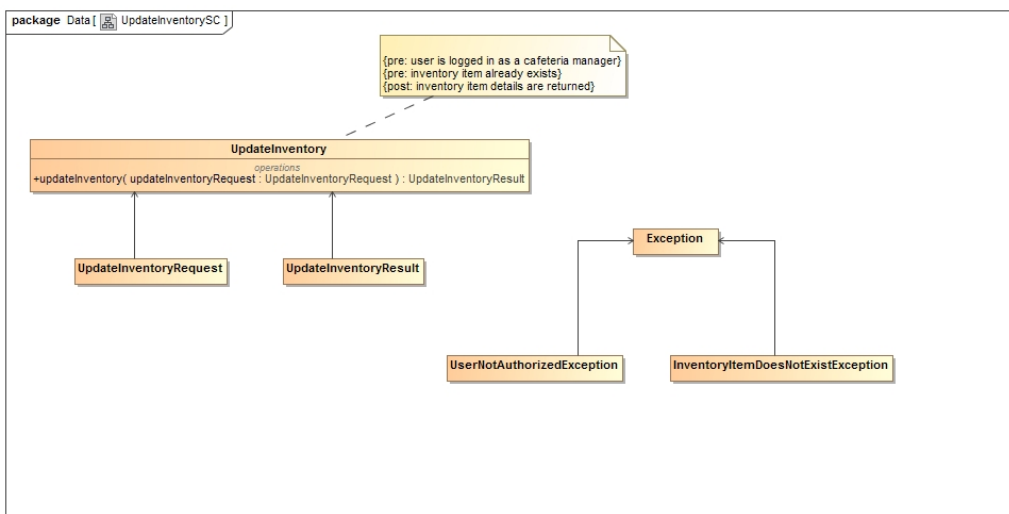 package Data [ UpdateInventorySC ]
{pre: user is logged in as a cafeteria manager}
{pre: inventory item already exists}
{post: inventory item details are returned}
UpdateInventory
operations
+updateInventory( updateInventoryRequest : UpdateInventoryRequest ) : UpdateInventoryResult
Exception
UpdateInventoryRequest
UpdateInventoryResult
UserNotAuthorizedException
InventoryItemDoesNotExistException